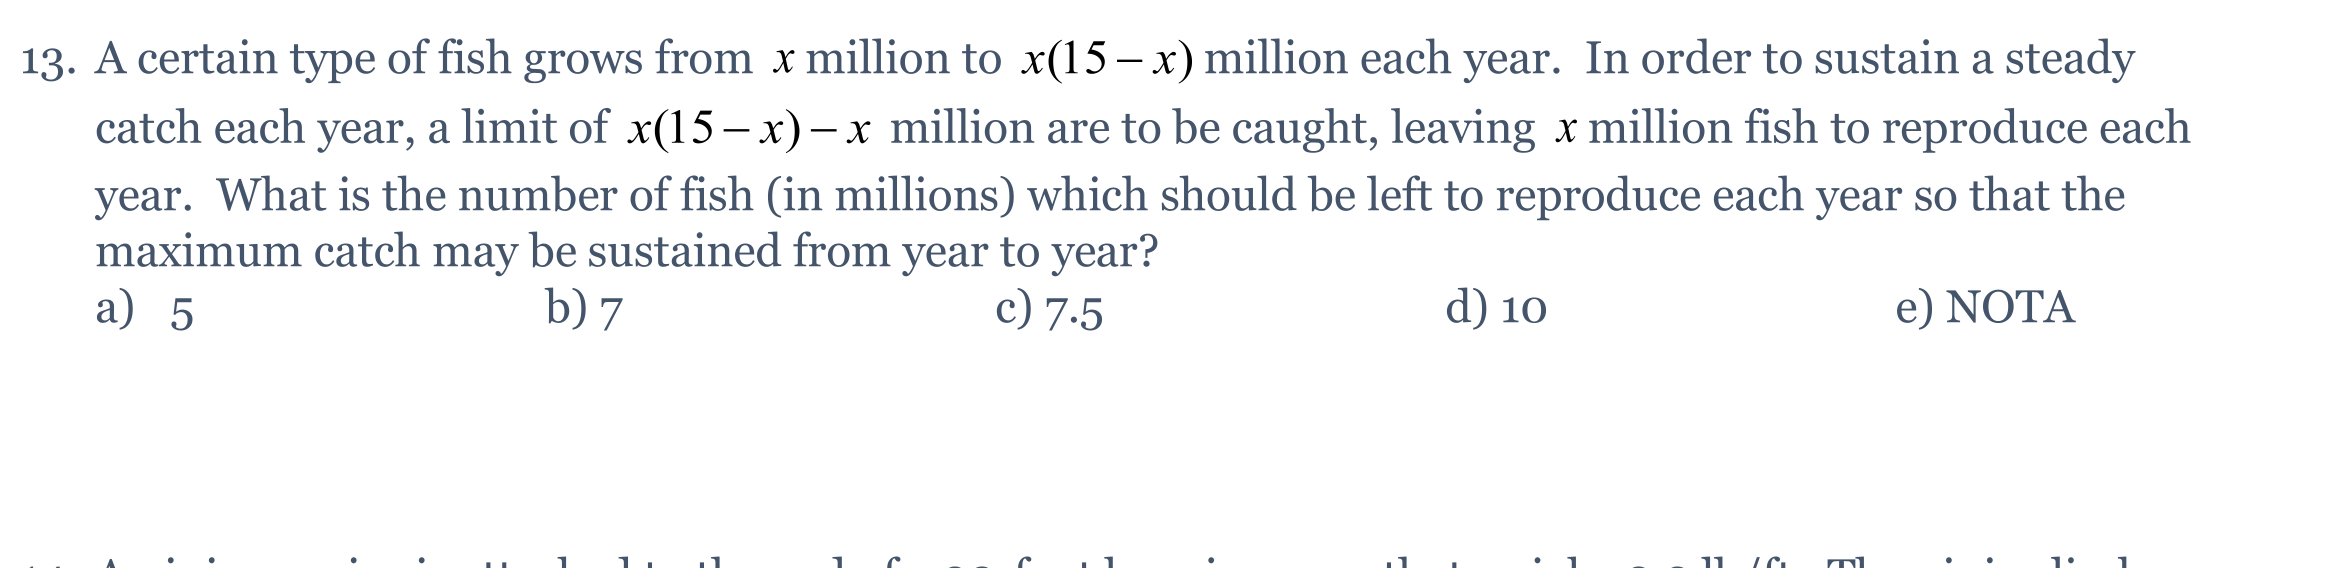 13. A certain type of fish grows from x million to x(15 – x) million each year. In order to sustain a steady
catch each year, a limit of x(15 – x) – x million are to be caught, leaving x million fish to reproduce each
year. What is the number of fish (in millions) which should be left to reproduce each year so that the
maximum catch may be sustained from year to year?
a) 5 b) 7 c) 7.5 d) 10 e) NOTA